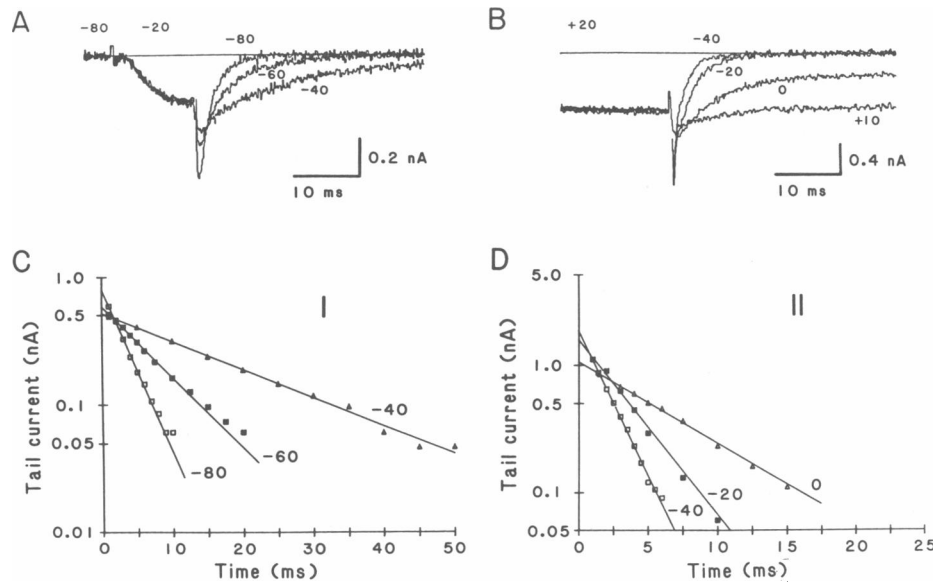 A
-80 -20 -80
-60
-40
0.2 nA
10 ms
B
+20 -40
-20
0
+10
0.4 nA
10 ms
C
I
Tail current (nA)
1.0
0.5
0.1
0.05
0.01
-40
-60
-80
0 10 20 30 40 50
Time (ms)
D
II
Tail current (nA)
5.0
1.0
0.5
0.1
0.05
0
-20
-40
0 5 10 15 20 25
Time (ms)